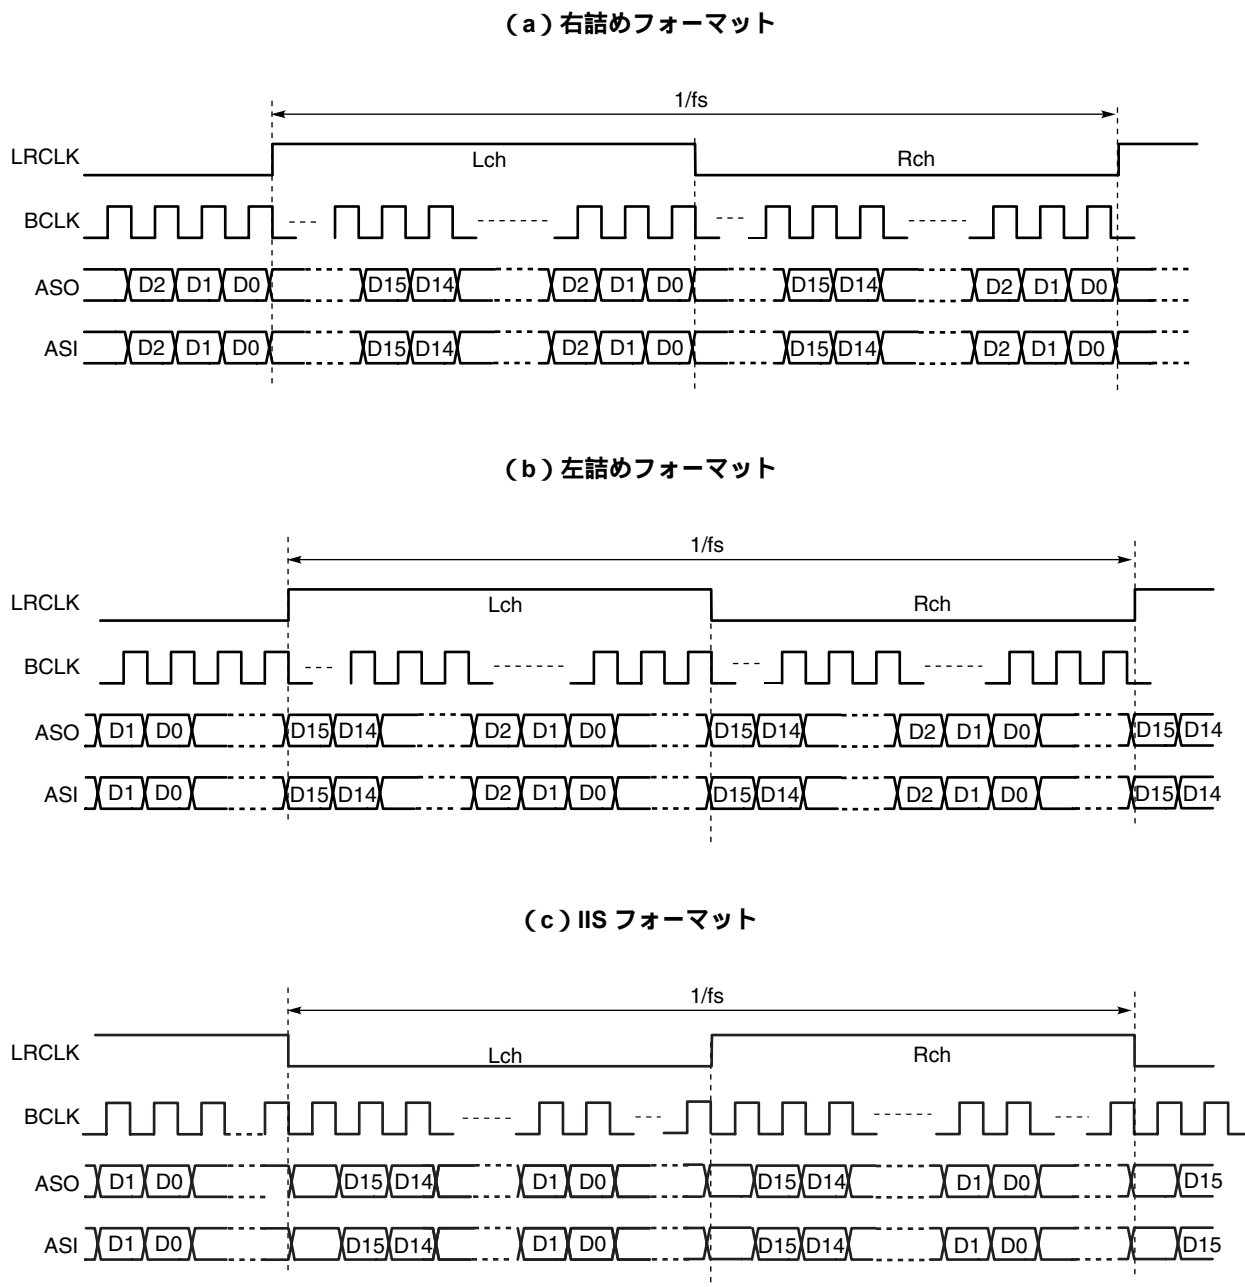 （a）右詰めフォーマット
1/fs
LRCLK Lch Rch
BCLK
ASO D2 D1 D0 D15 D14 D2 D1 D0 D15 D14 D2 D1 D0
ASI D2 D1 D0 D15 D14 D2 D1 D0 D15 D14 D2 D1 D0
（b）左詰めフォーマット
1/fs
LRCLK Lch Rch
BCLK
ASO D1 D0 D15 D14 D2 D1 D0 D15 D14 D2 D1 D0 D15 D14
ASI D1 D0 D15 D14 D2 D1 D0 D15 D14 D2 D1 D0 D15 D14
（c）IIS フォーマット
1/fs
LRCLK Lch Rch
BCLK
ASO D1 D0 D15 D14 D1 D0 D15 D14 D1 D0 D15
ASI D1 D0 D15 D14 D1 D0 D15 D14 D1 D0 D15